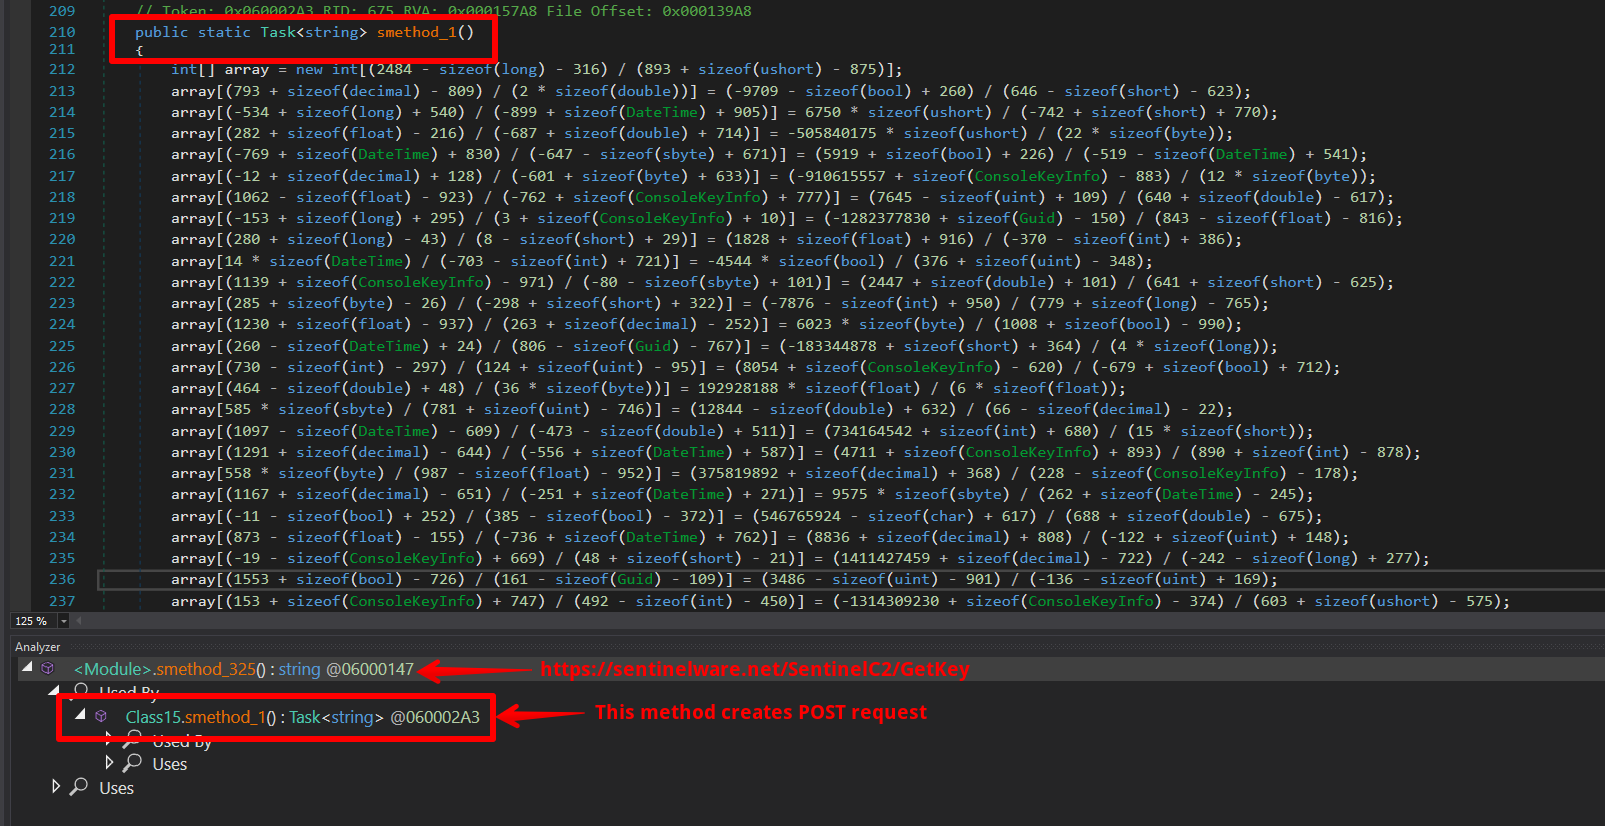 209 // Token: 0x060002A3 RID: 675 RVA: 0x000157A8 File Offset: 0x000139A8
210 public static Task<string> smethod_1()
211 {
212 int[] array = new int[(2484 - sizeof(long) - 316) / (893 + sizeof(ushort) - 875)];
213 array[(793 + sizeof(decimal) - 809) / (2 * sizeof(double))] = (-9709 - sizeof(bool) + 260) / (646 - sizeof(short) - 623);
214 array[(-534 + sizeof(long) + 540) / (-899 + sizeof(DateTime) + 905)] = 6750 * sizeof(ushort) / (-742 + sizeof(short) + 770);
215 array[(282 + sizeof(float) - 216) / (-687 + sizeof(double) + 714)] = -505840175 * sizeof(ushort) / (22 * sizeof(byte));
216 array[(-769 + sizeof(DateTime) + 830) / (-647 - sizeof(sbyte) + 671)] = (5919 + sizeof(bool) + 226) / (-519 - sizeof(DateTime) + 541);
217 array[(-12 + sizeof(decimal) + 128) / (-601 + sizeof(byte) + 633)] = (-910615557 + sizeof(ConsoleKeyInfo) - 883) / (12 * sizeof(byte));
218 array[(1062 - sizeof(float) - 923) / (-762 + sizeof(ConsoleKeyInfo) + 777)] = (7645 - sizeof(uint) + 109) / (640 + sizeof(double) - 617);
219 array[(-153 + sizeof(long) + 295) / (3 + sizeof(ConsoleKeyInfo) + 10)] = (-1282377830 + sizeof(Guid) - 150) / (843 - sizeof(float) - 816);
220 array[(280 + sizeof(long) - 43) / (8 - sizeof(short) + 29)] = (1828 + sizeof(float) + 916) / (-370 - sizeof(int) + 386);
221 array[14 * sizeof(DateTime) / (-703 - sizeof(int) + 721)] = -4544 * sizeof(bool) / (376 + sizeof(uint) - 348);
222 array[(1139 + sizeof(ConsoleKeyInfo) - 971) / (-80 - sizeof(sbyte) + 101)] = (2447 + sizeof(double) + 101) / (641 + sizeof(short) - 625);
223 array[(285 + sizeof(byte) - 26) / (-298 + sizeof(short) + 322)] = (-7876 - sizeof(int) + 950) / (779 + sizeof(long) - 765);
224 array[(1230 + sizeof(float) - 937) / (263 + sizeof(decimal) - 252)] = 6023 * sizeof(byte) / (1008 + sizeof(bool) - 990);
225 array[(260 - sizeof(DateTime) + 24) / (806 - sizeof(Guid) - 767)] = (-183344878 + sizeof(short) + 364) / (4 * sizeof(long));
226 array[(730 - sizeof(int) - 297) / (124 + sizeof(uint) - 95)] = (8054 + sizeof(ConsoleKeyInfo) - 620) / (-679 + sizeof(bool) + 712);
227 array[(464 - sizeof(double) + 48) / (36 * sizeof(byte))] = 192928188 * sizeof(float) / (6 * sizeof(float));
228 array[585 * sizeof(sbyte) / (781 + sizeof(uint) - 746)] = (12844 - sizeof(double) + 632) / (66 - sizeof(decimal) - 22);
229 array[(1097 - sizeof(DateTime) - 609) / (-473 - sizeof(double) + 511)] = (734164542 + sizeof(int) + 680) / (15 * sizeof(short));
230 array[(1291 + sizeof(decimal) - 644) / (-556 + sizeof(DateTime) + 587)] = (4711 + sizeof(ConsoleKeyInfo) + 893) / (890 + sizeof(int) - 878);
231 array[558 * sizeof(byte) / (987 - sizeof(float) - 952)] = (375819892 + sizeof(decimal) + 368) / (228 - sizeof(ConsoleKeyInfo) - 178);
232 array[(1167 + sizeof(decimal) - 651) / (-251 + sizeof(DateTime) + 271)] = 9575 * sizeof(sbyte) / (262 + sizeof(DateTime) - 245);
233 array[(-11 - sizeof(bool) + 252) / (385 - sizeof(bool) - 372)] = (546765924 - sizeof(char) + 617) / (688 + sizeof(double) - 675);
234 array[(873 - sizeof(float) - 155) / (-736 + sizeof(DateTime) + 762)] = (8836 + sizeof(decimal) + 808) / (-122 + sizeof(uint) + 148);
235 array[(-19 - sizeof(ConsoleKeyInfo) + 669) / (48 + sizeof(short) - 21)] = (1411427459 + sizeof(decimal) - 722) / (-242 - sizeof(long) + 277);
236 array[(1553 + sizeof(bool) - 726) / (161 - sizeof(Guid) - 109)] = (3486 - sizeof(uint) - 901) / (-136 - sizeof(uint) + 169);
237 array[(153 + sizeof(ConsoleKeyInfo) + 747) / (492 - sizeof(int) - 450)] = (-1314309230 + sizeof(ConsoleKeyInfo) - 374) / (603 + sizeof(ushort) - 575);
125 %
Analyzer
<Module>.smethod_325() : string @06000147 https://sentinelware.net/SentinelC2/GetKey
Used By
Class15.smethod_1() : Task<string> @060002A3 This method creates POST request
Used By
Uses
Uses